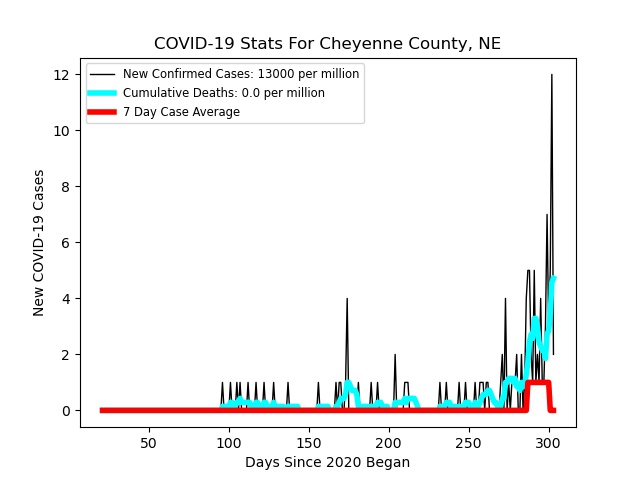 COVID-19 Stats For Cheyenne County, NE
New Confirmed Cases: 13000 per million
Cumulative Deaths: 0.0 per million
7 Day Case Average
New COVID-19 Cases
12
10
8
6
4
2
0
50 100 150 200 250 300
Days Since 2020 Began